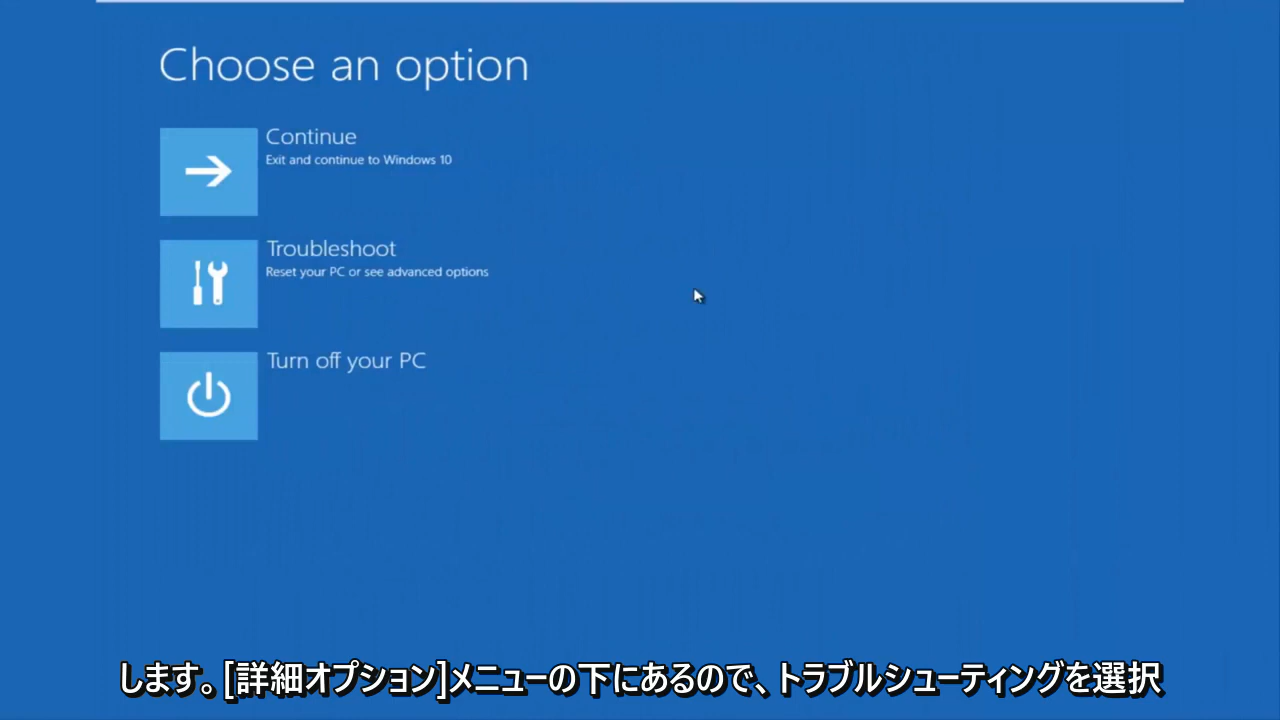 Choose an option
Continue
Exit and continue to Windows 10
Troubleshoot
Reset your PC or see advanced options
Turn off your PC
します。[詳細オプション]メニューの下にあるので、トラブルシューティングを選択